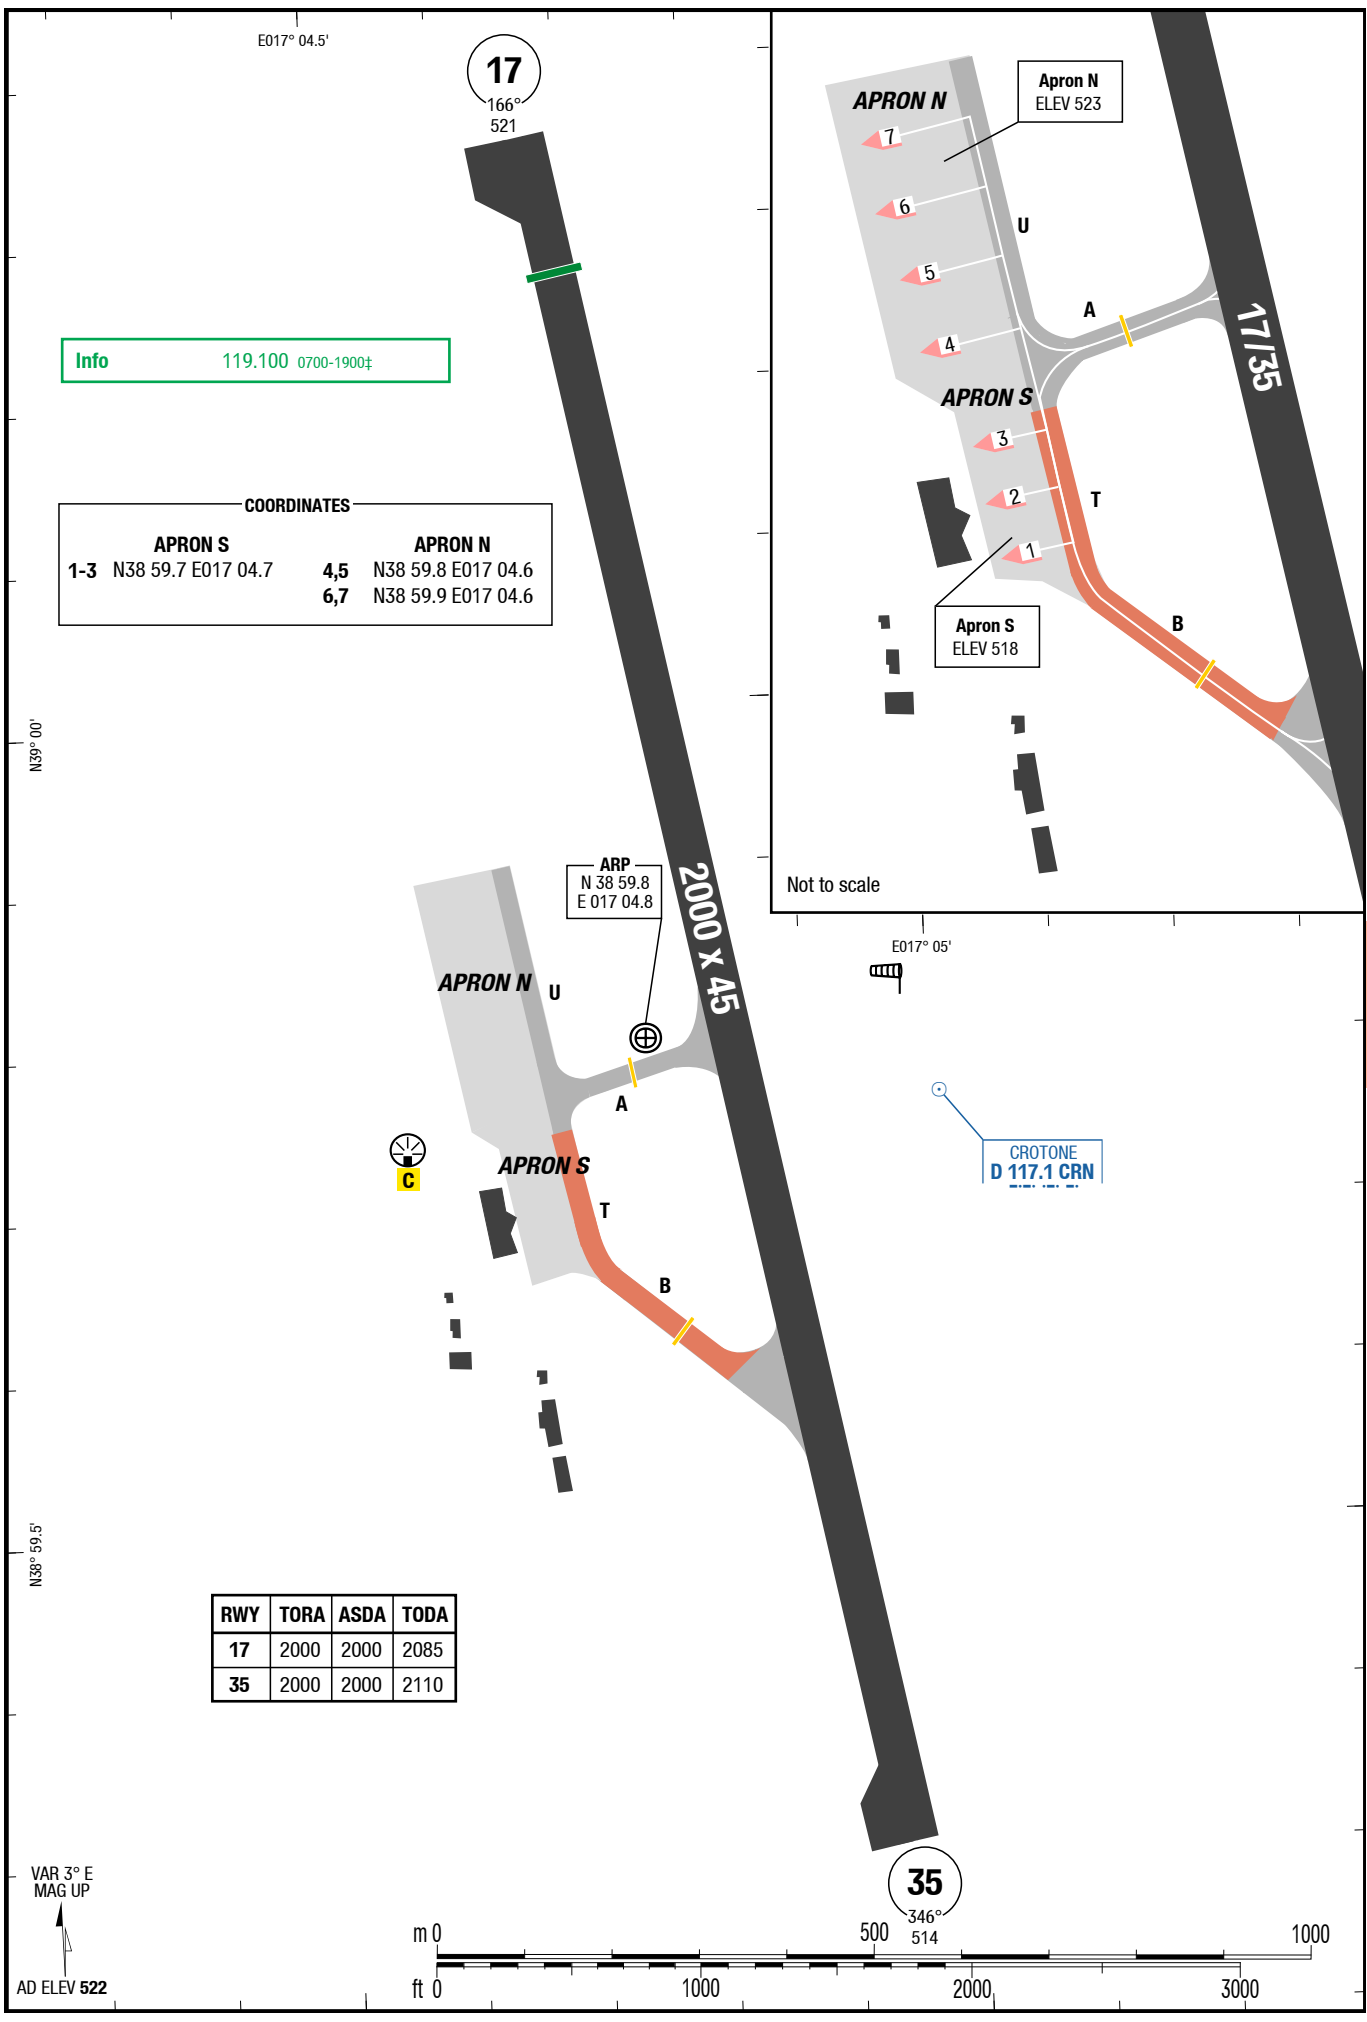 E017° 04.5'
17
166°
521
Apron N
ELEV 523
APRON N
7
6
U
5
A
4
17/35
APRON S
3
2
T
1
Apron S
ELEV 518
B
Not to scale
Info 119.100 0700-1900‡
COORDINATES
APRON S APRON N
1-3 N38 59.7 E017 04.7 4,5 N38 59.8 E017 04.6
6,7 N38 59.9 E017 04.6
N39° 00'
ARP
N 38 59.8
E 017 04.8
2000 x 45
E017° 05'
APRON N
U
A
CROTONE
D 117.1 CRN
C
APRON S
T
B
N38° 59.5'
RWY TORA ASDA TODA
17 2000 2000 2085
35 2000 2000 2110
35
346°
514
VAR 3° E
MAG UP
AD ELEV 522
m 0 500 1000
ft 0 1000 2000 3000